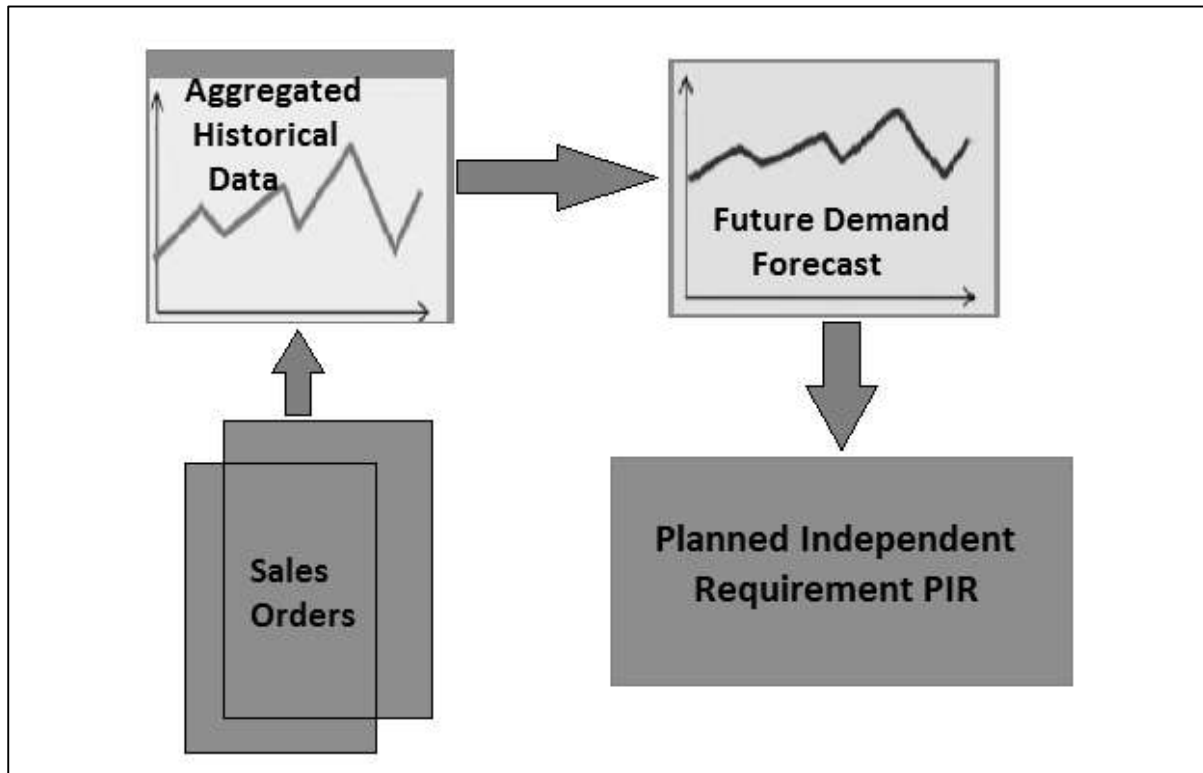 Aggregated
Historical
Data
Future Demand
Forecast
Sales
Orders
Planned Independent
Requirement PIR